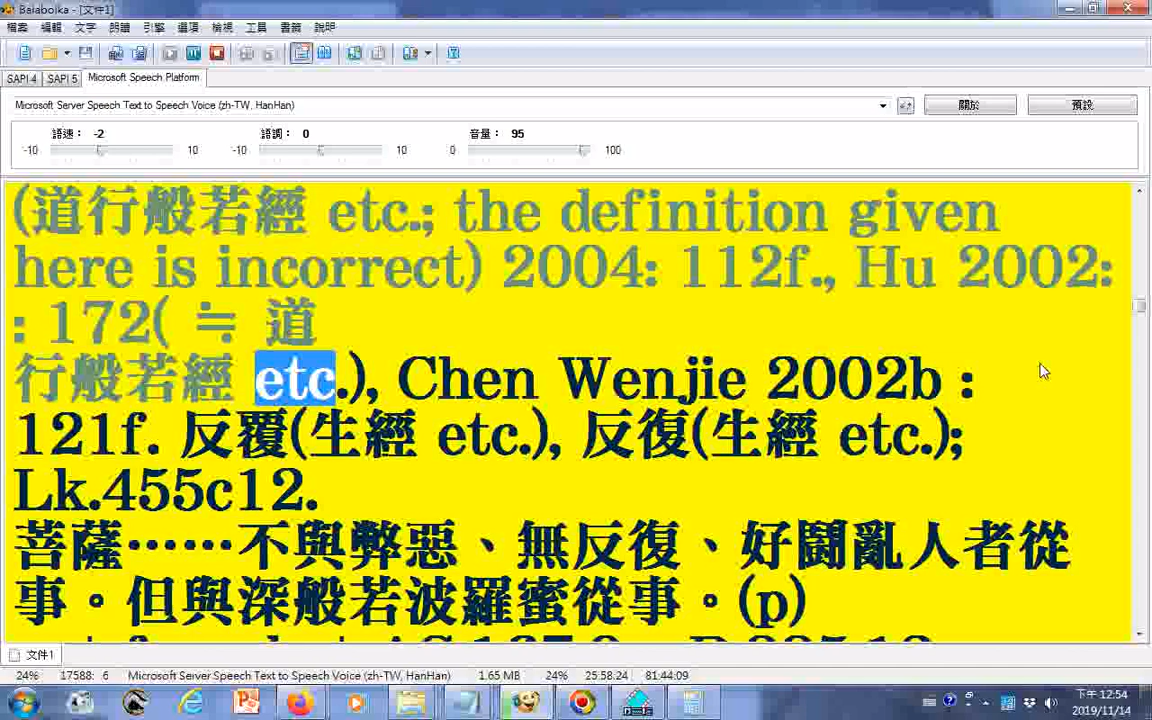 Balabolka - [文件1]
檔案 編輯 文字 朗讀 引擎 選項 檢視 工具 書籤 說明
SAPI 4 SAPI 5 Microsoft Speech Platform
Microsoft Server Speech Text to Speech Voice (zh-TW, HanHan) 關於 預設
語速： -2 語調： 0 音量： 95
-10 10 -10 10 0 100
(道行般若經 etc.; the definition given
here is incorrect) 2004: 112f., Hu 2002:
: 172( ≒ 道
行般若經 etc.), Chen Wenjie 2002b :
121f. 反覆(生經 etc.), 反復(生經 etc.);
Lk.455c12.
菩薩……不與弊惡、無反復、好鬪亂人者從
事。但與深般若波羅蜜從事。(p)
文件1
24% 17588: 6 Microsoft Server Speech Text to Speech Voice (zh-TW, HanHan) 1.65 MB 24% 25:58:24 81:44:09
下午 12:54
2019/11/14